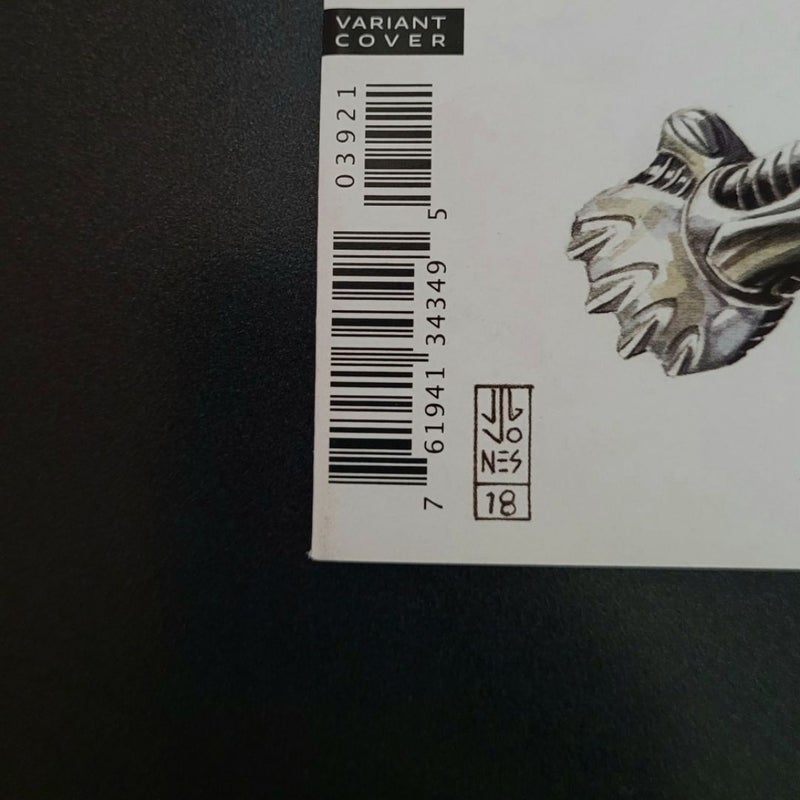 VARIANT
COVER
03921
7 61941 34349 5
JG
JO
NES
18